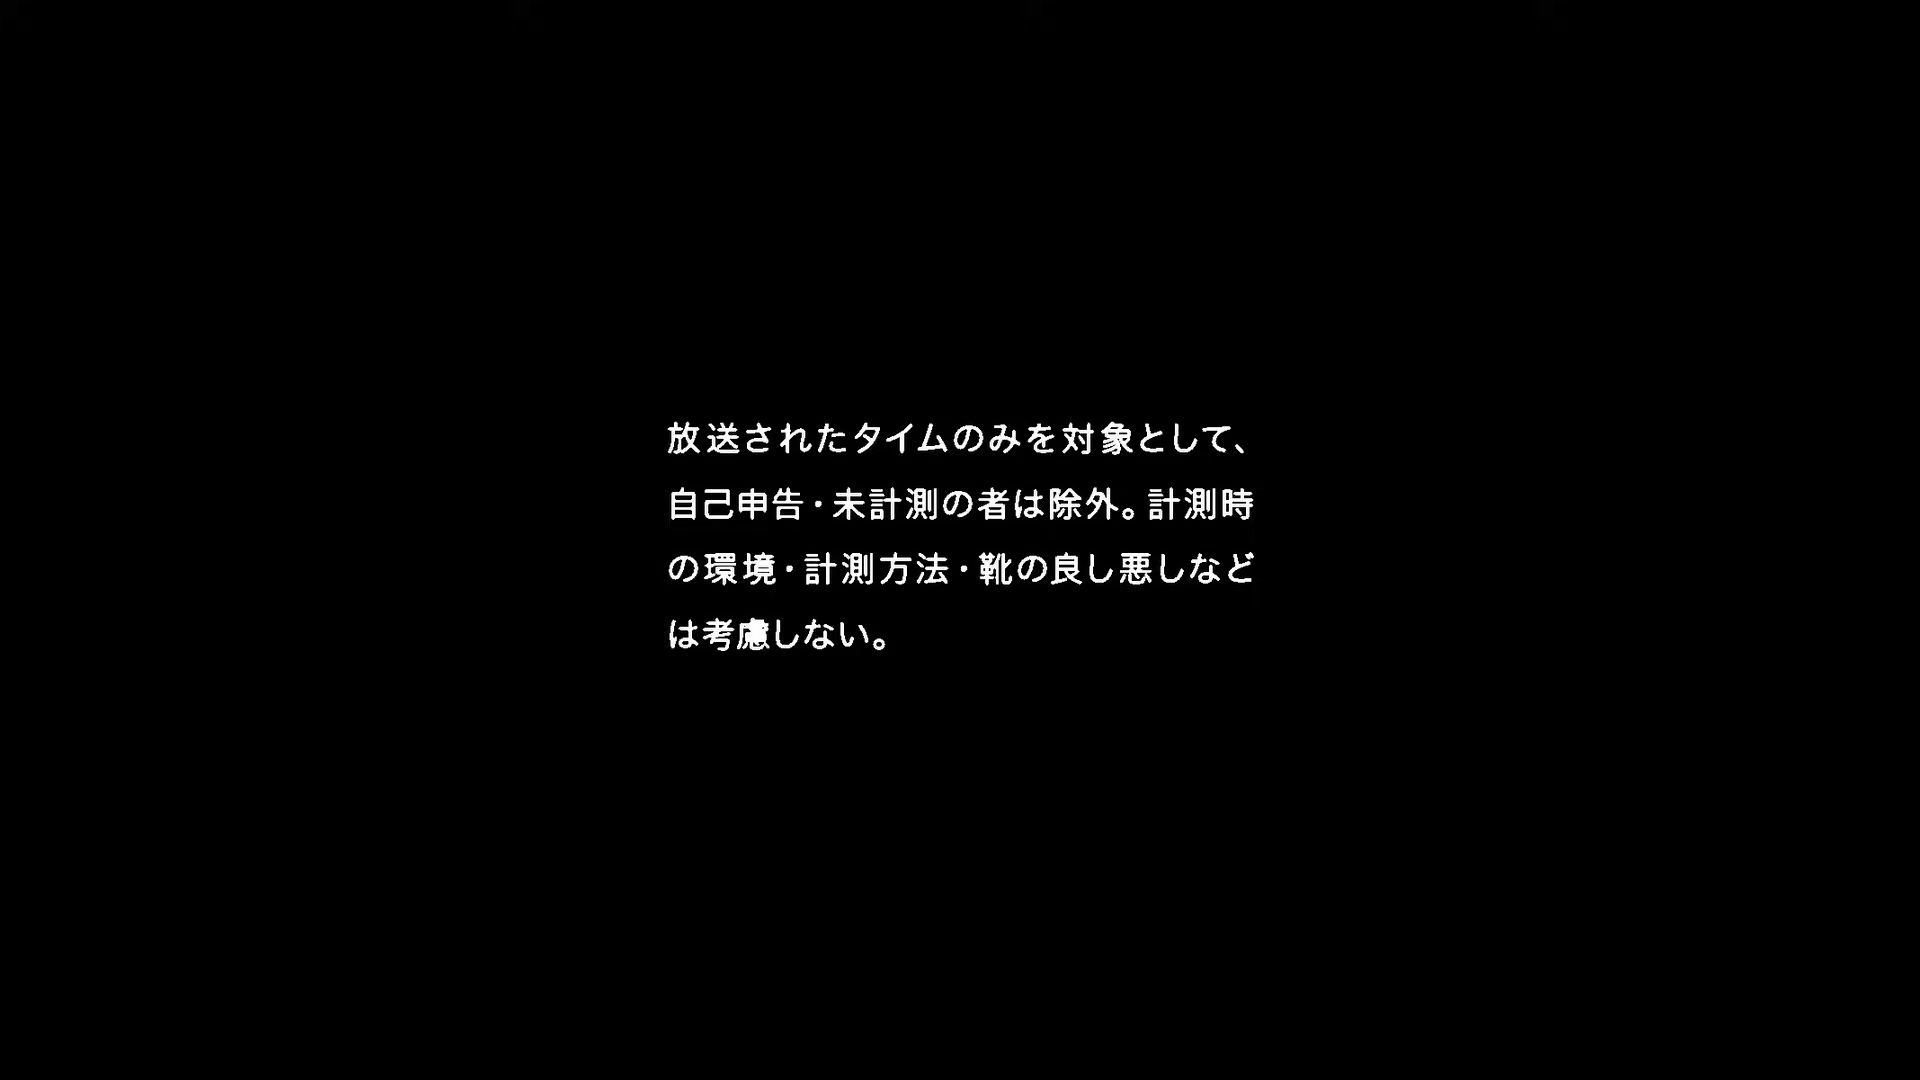 放送されたタイムのみを対象として、
自己申告・未計測の者は除外。計測時
の環境・計測方法・靴の良し悪しなど
は考慮しない。